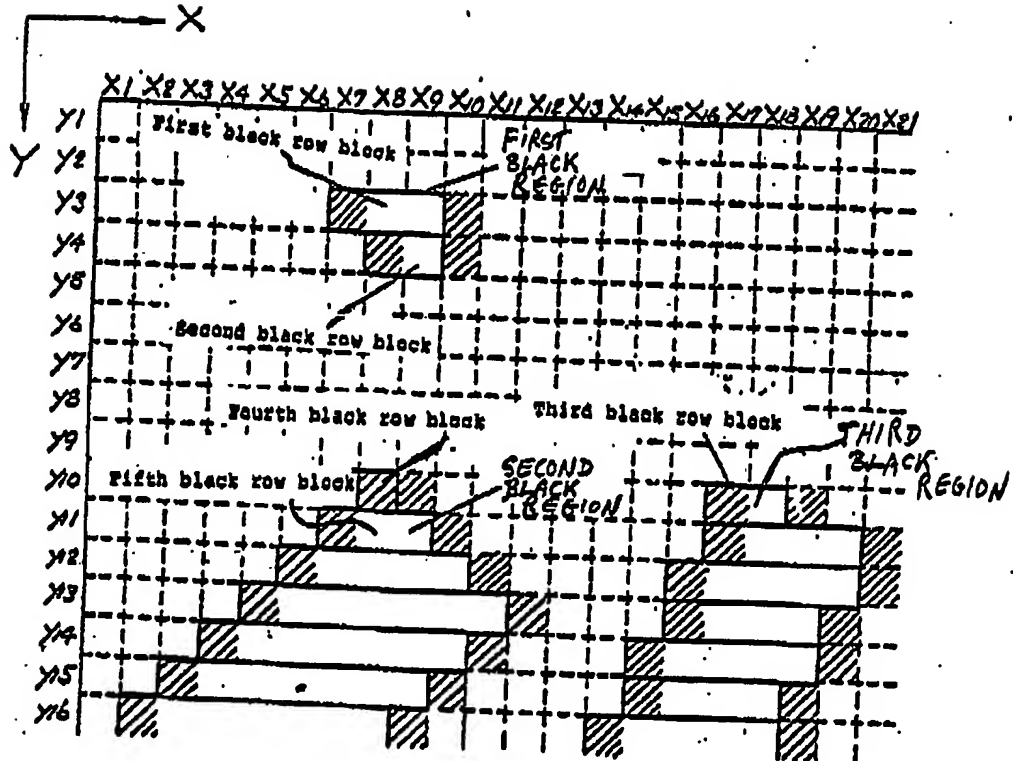 X
X1 X2 X3 X4 X5 X6 X7 X8 X9 X10 X11 X12 X13 X14 X15 X16 X17 X18 X19 X20 X21
Y
Y1
First black row block
FIRST
BLACK
REGION
Y2
Y3
Y4
Y5
Y6
Second black row block
Y7
Y8
Fourth black row block
Third black row block
Y9
THIRD
BLACK
REGION
Y10
Fifth black row block
SECOND
BLACK
REGION
Y11
Y12
Y13
Y14
Y15
Y16